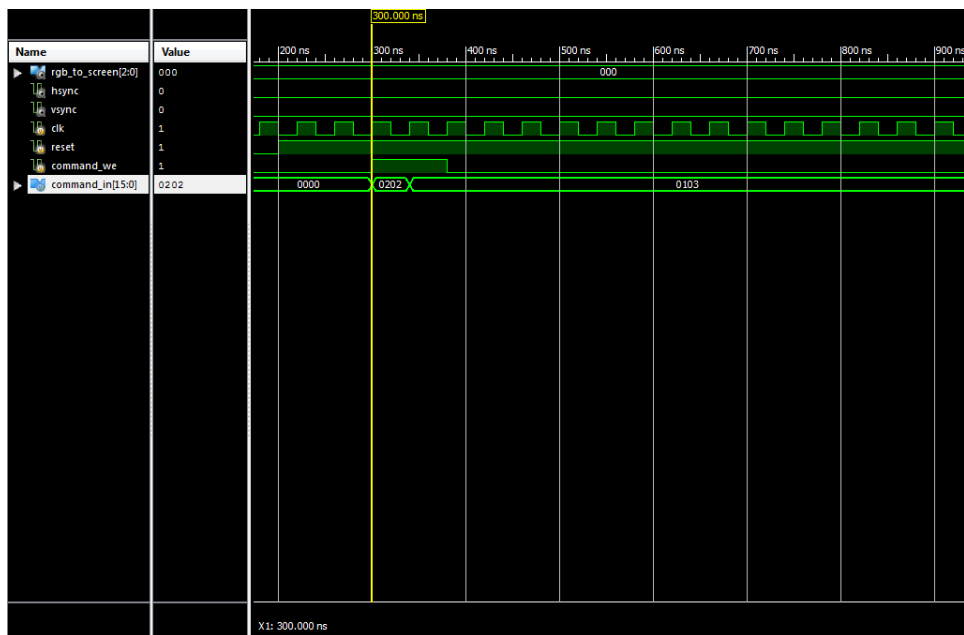 300.000 ns
Name Value
200 ns 300 ns 400 ns 500 ns 600 ns 700 ns 800 ns 900 ns
rgb_to_screen[2:0] 000 000
hsync 0
vsync 0
clk 1
reset 1
command_we 1
command_in[15:0] 0202 0000 0202 0103
X1: 300.000 ns